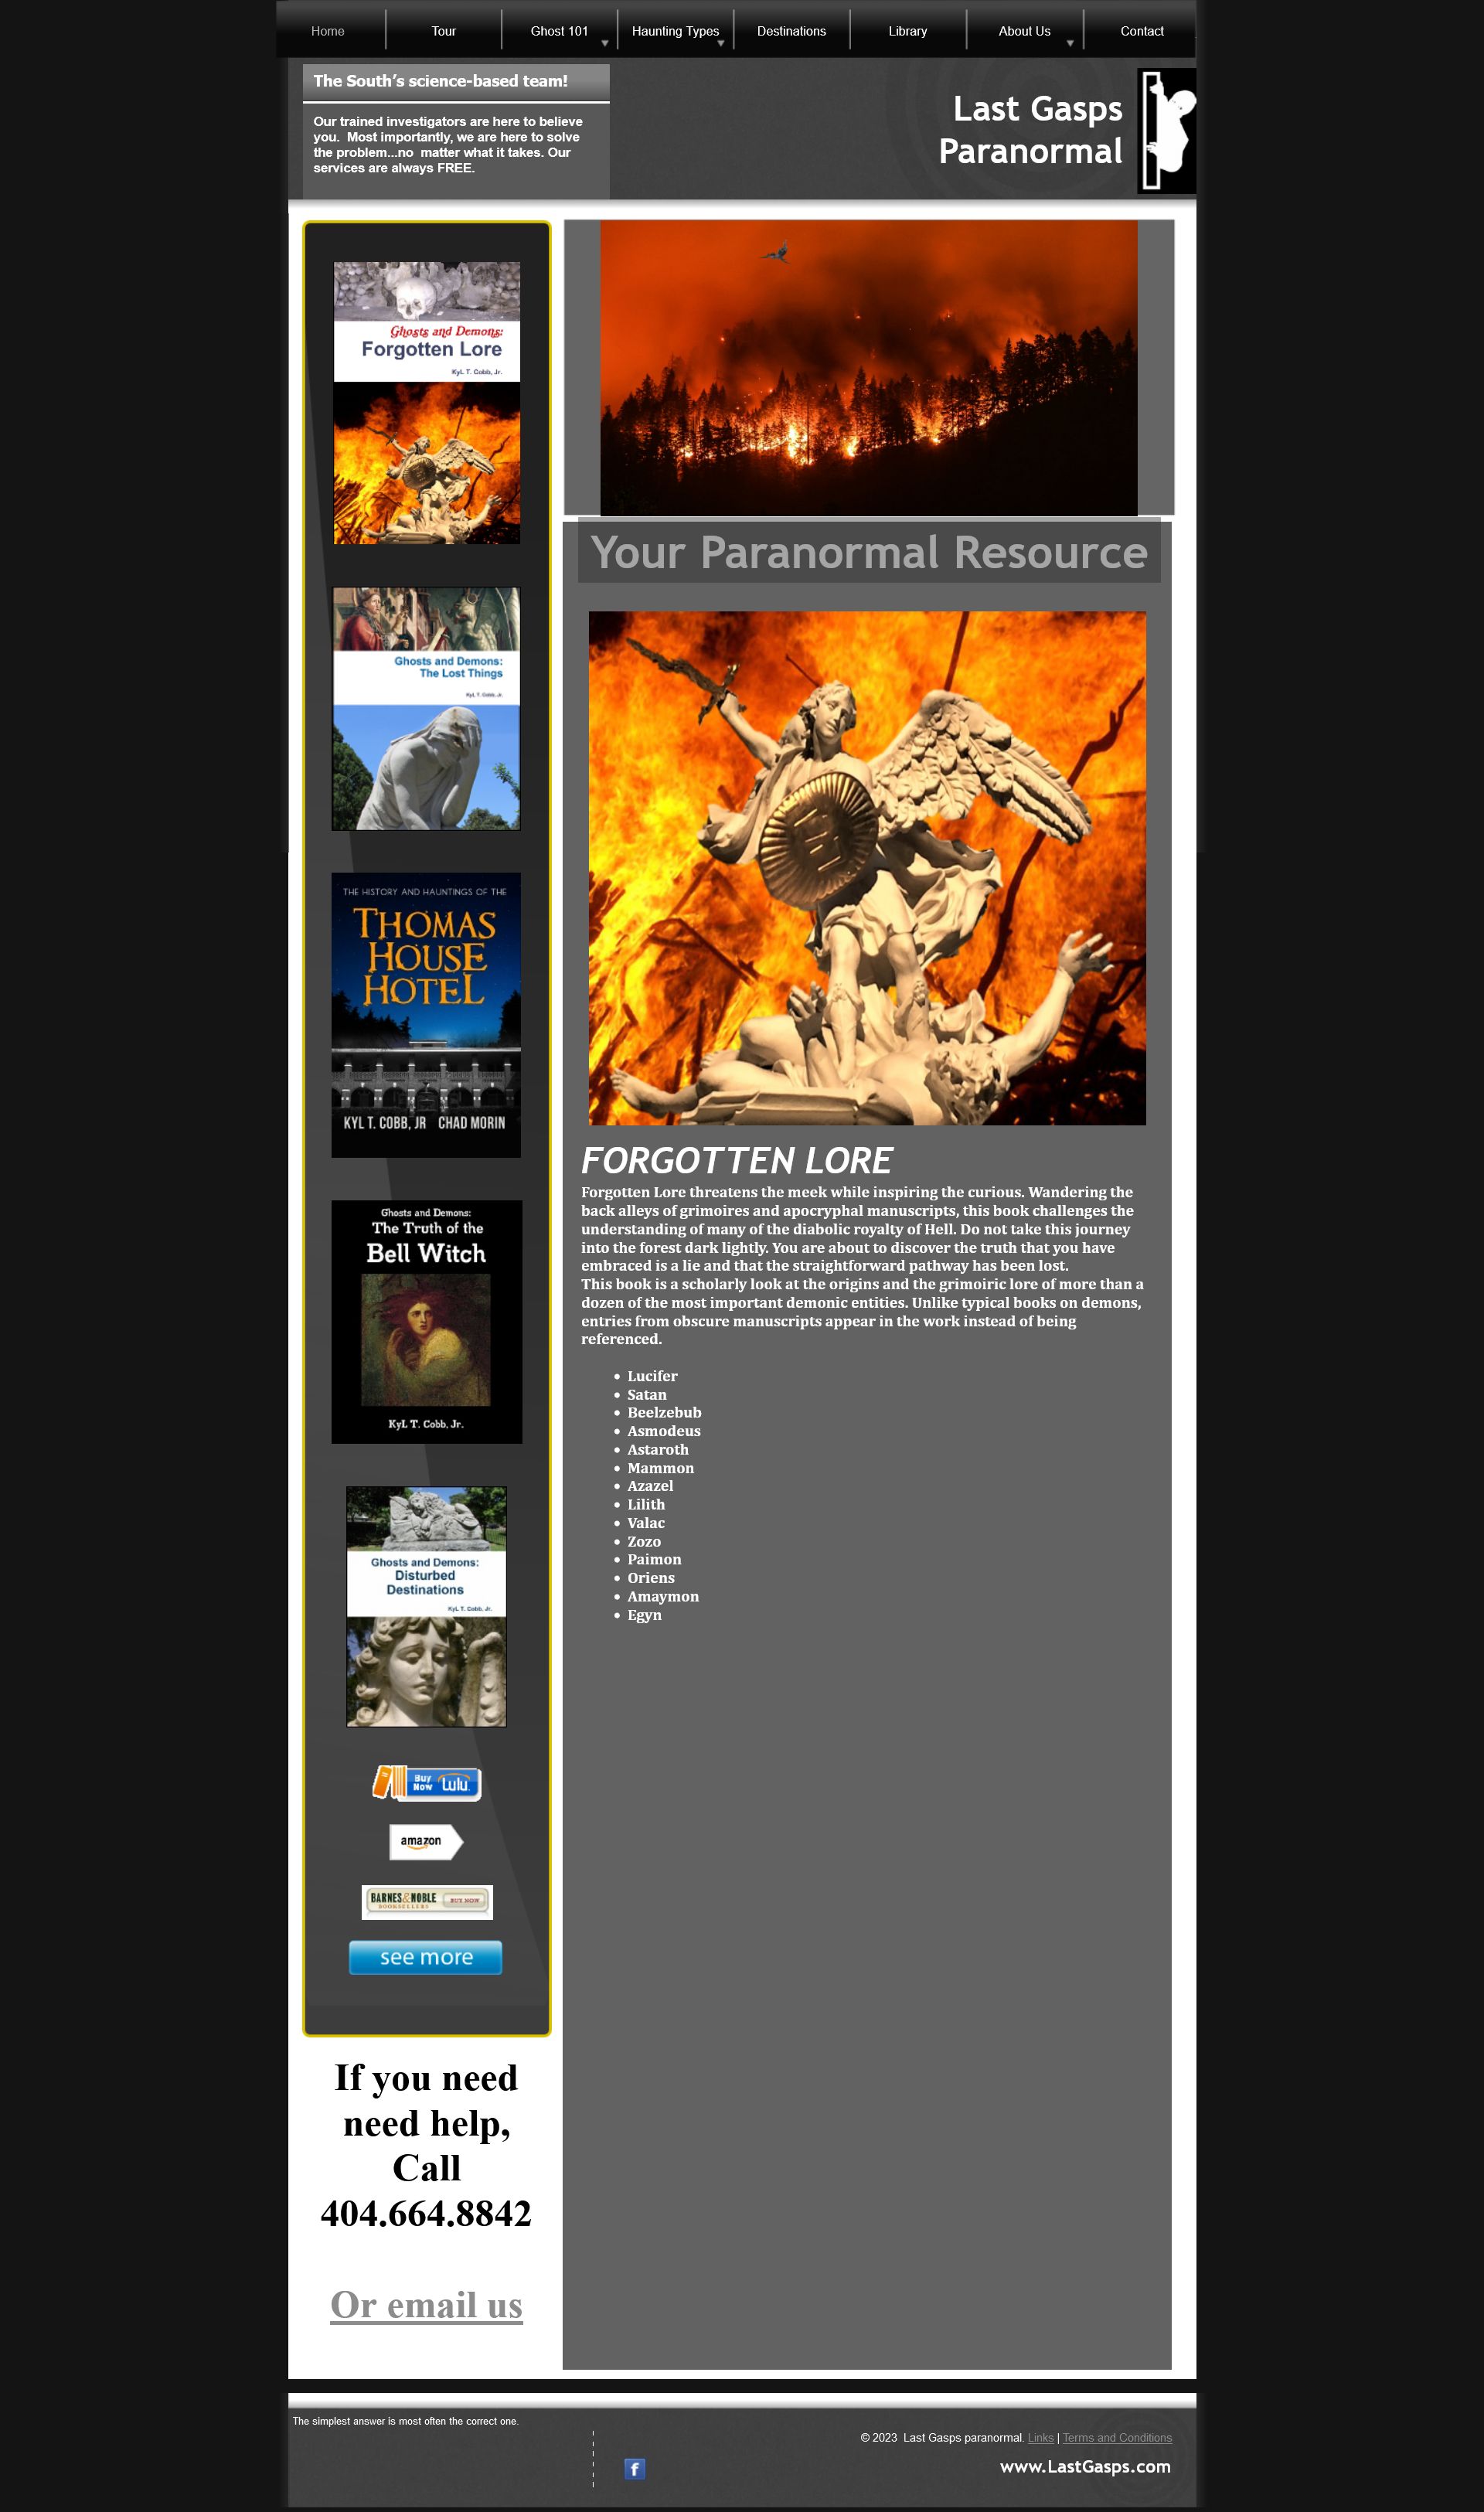 Home
Tour
Ghost 101
Haunting Types
Destinations
Library
About Us
Contact
The South's science-based team!
Our trained investigators are here to believe
you.  Most importantly, we are here to solve
the problem...no  matter what it takes. Our
services are always FREE.
Last Gasps
Paranormal
Ghosts and Demons:
Forgotten Lore
Kyl T. Cobb, Jr.
Ghosts and Demons:
The Lost Things
Kyl T. Cobb, Jr.
THE HISTORY AND HAUNTINGS OF THE
THOMAS
HOUSE
HOTEL
KYL T. COBB, JR   CHAD MORIN
Ghosts and Demons:
The Truth of the
Bell Witch
Kyl T. Cobb, Jr.
Ghosts and Demons:
Disturbed
Destinations
Kyl T. Cobb, Jr.
Buy
Now Lulu
amazon
BARNES&NOBLE
BOOKSELLERS
BUY NOW
see more
If you need
need help,
Call
404.664.8842
Or email us
Your Paranormal Resource
FORGOTTEN LORE
Forgotten Lore threatens the meek while inspiring the curious. Wandering the
back alleys of grimoires and apocryphal manuscripts, this book challenges the
understanding of many of the diabolic royalty of Hell. Do not take this journey
into the forest dark lightly. You are about to discover the truth that you have
embraced is a lie and that the straightforward pathway has been lost.
This book is a scholarly look at the origins and the grimoiric lore of more than a
dozen of the most important demonic entities. Unlike typical books on demons,
entries from obscure manuscripts appear in the work instead of being
referenced.
• Lucifer
• Satan
• Beelzebub
• Asmodeus
• Astaroth
• Mammon
• Azazel
• Lilith
• Valac
• Zozo
• Paimon
• Oriens
• Amaymon
• Egyn
The simplest answer is most often the correct one.
© 2023  Last Gasps paranormal. Links | Terms and Conditions
www.LastGasps.com